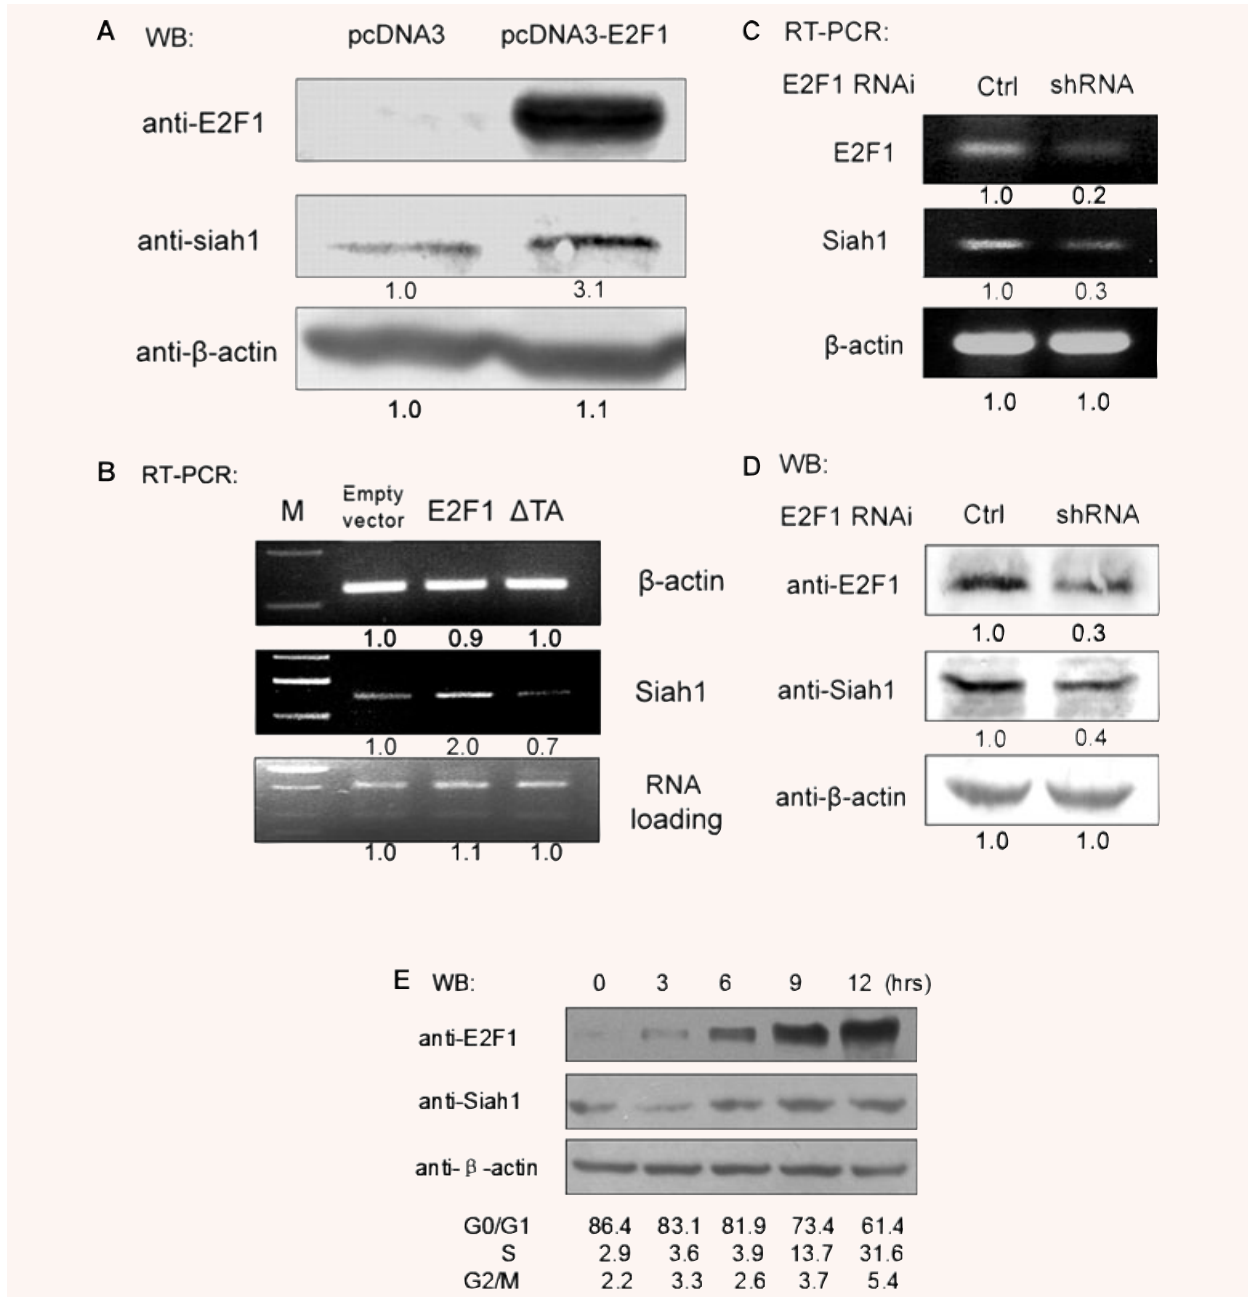 A WB: pcDNA3 pcDNA3-E2F1
anti-E2F1
anti-siah1
1.0 3.1
anti-β-actin
1.0 1.1
B RT-PCR:
M Empty vector E2F1 ΔTA
β-actin
1.0 0.9 1.0
Siah1
1.0 2.0 0.7
RNA
loading
1.0 1.1 1.0
C RT-PCR:
E2F1 RNAi Ctrl shRNA
E2F1
1.0 0.2
Siah1
1.0 0.3
β-actin
1.0 1.0
D WB:
E2F1 RNAi Ctrl shRNA
anti-E2F1
1.0 0.3
anti-Siah1
1.0 0.4
anti-β-actin
1.0 1.0
E WB: 0 3 6 9 12 (hrs)
anti-E2F1
anti-Siah1
anti-β-actin
G0/G1 86.4 83.1 81.9 73.4 61.4
S 2.9 3.6 3.9 13.7 31.6
G2/M 2.2 3.3 2.6 3.7 5.4